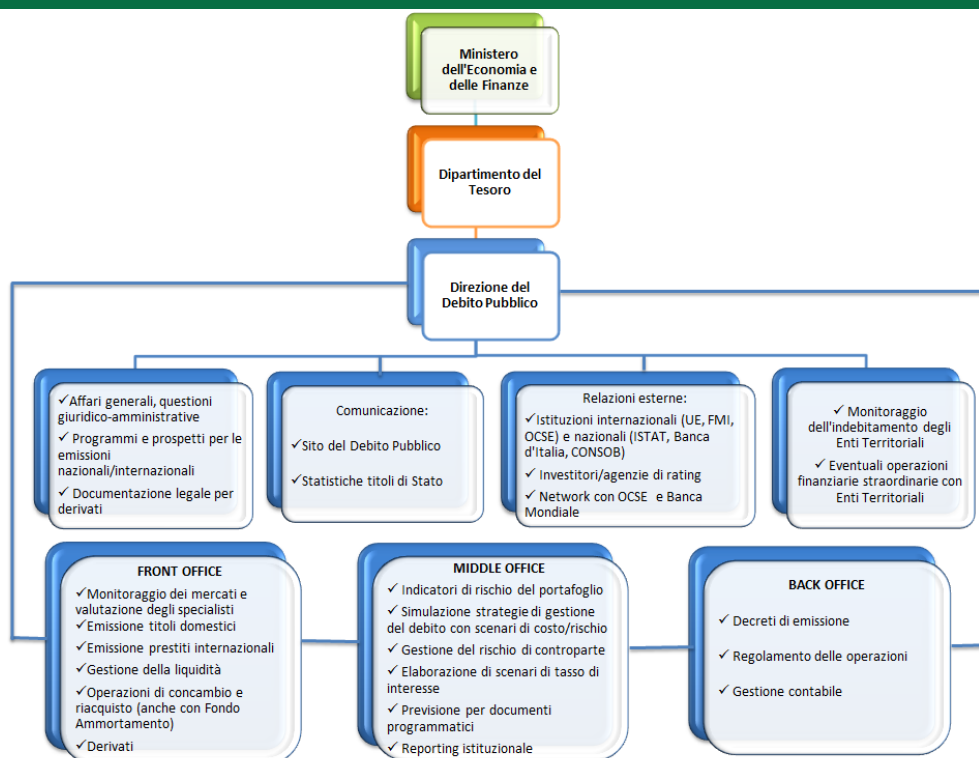 Ministero
dell'Economia e
delle Finanze
Dipartimento del
Tesoro
Direzione del
Debito Pubblico
✓Affari generali, questioni
giuridico-amministrative
✓ Programmi e prospetti per le
emissioni
nazionali/internazionali
✓ Documentazione legale per
derivati
Comunicazione:
✓Sito del Debito Pubblico
✓Statistiche titoli di Stato
Relazioni esterne:
✓Istituzioni internazionali (UE, FMI,
OCSE) e nazionali (ISTAT, Banca
d'Italia, CONSOB)
✓ Investitori/agenzie di rating
✓ Network con OCSE e Banca
Mondiale
✓ Monitoraggio
dell'indebitamento degli
Enti Territoriali
✓ Eventuali operazioni
finanziarie straordinarie con
Enti Territoriali
FRONT OFFICE
✓Monitoraggio dei mercati e
valutazione degli specialisti
✓Emissione titoli domestici
✓Emissione prestiti internazionali
✓Gestione della liquidità
✓Operazioni di concambio e
riacquisto (anche con Fondo
Ammortamento)
✓Derivati
MIDDLE OFFICE
✓ Indicatori di rischio del portafoglio
✓ Simulazione strategie di gestione
del debito con scenari di costo/rischio
✓ Gestione del rischio di controparte
✓ Elaborazione di scenari di tasso di
interesse
✓ Previsione per documenti
programmatici
✓ Reporting istituzionale
BACK OFFICE
✓ Decreti di emissione
✓ Regolamento delle operazioni
✓ Gestione contabile